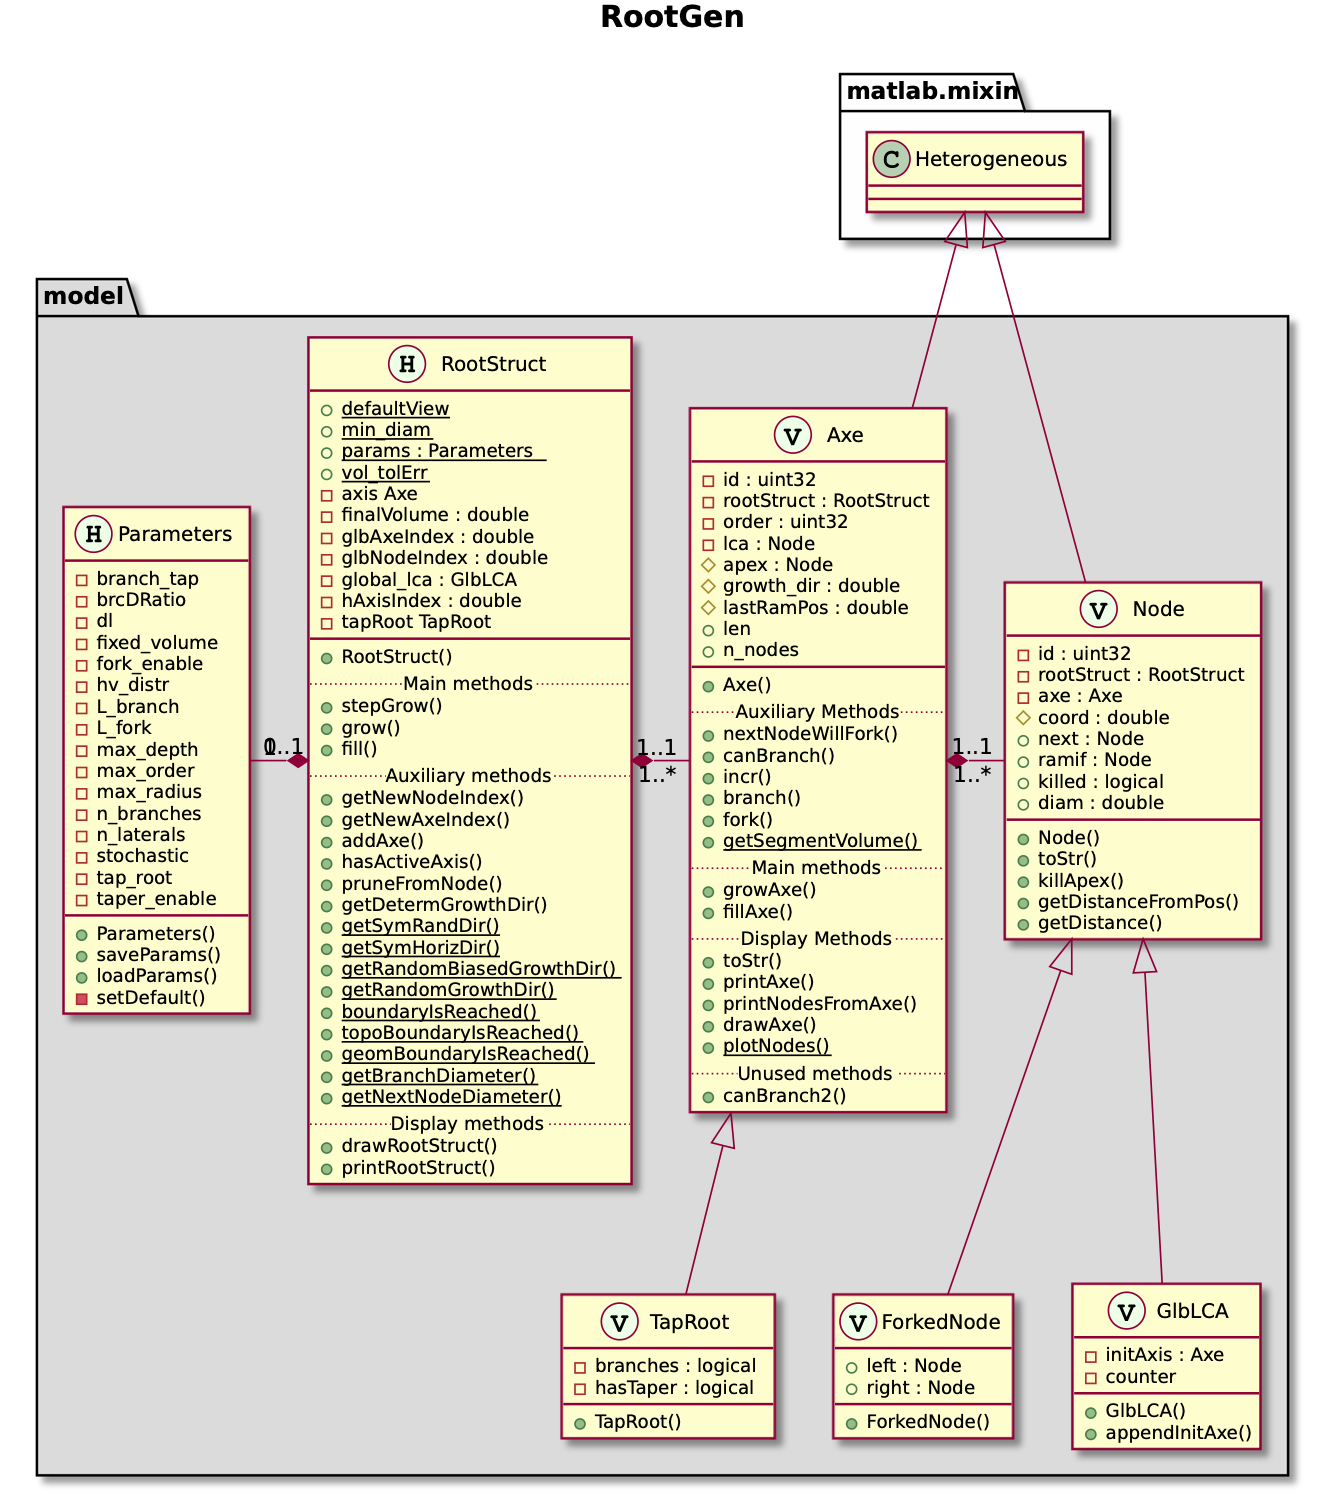 RootGen
matlab.mixin
C Heterogeneous
model
H Parameters
branch_tap
brcDRatio
dl
fixed_volume
fork_enable
hv_distr
L_branch
L_fork
max_depth
max_order
max_radius
n_branches
n_laterals
stochastic
tap_root
taper_enable
Parameters()
saveParams()
loadParams()
setDefault()
0..1
H RootStruct
defaultView
min_diam
params : Parameters
vol_tolErr
axis Axe
finalVolume : double
glbAxeIndex : double
glbNodeIndex : double
global_lca : GlbLCA
hAxisIndex : double
tapRoot TapRoot
RootStruct()
Main methods
stepGrow()
grow()
fill()
Auxiliary methods
getNewNodeIndex()
getNewAxeIndex()
addAxe()
hasActiveAxis()
pruneFromNode()
getDetermGrowthDir()
getSymRandDir()
getSymHorizDir()
getRandomBiasedGrowthDir()
getRandomGrowthDir()
boundaryIsReached()
topoBoundaryIsReached()
geomBoundaryIsReached()
getBranchDiameter()
getNextNodeDiameter()
Display methods
drawRootStruct()
printRootStruct()
1..1
1..*
V Axe
id : uint32
rootStruct : RootStruct
order : uint32
lca : Node
apex : Node
growth_dir : double
lastRamPos : double
len
n_nodes
Axe()
Auxiliary Methods
nextNodeWillFork()
canBranch()
incr()
branch()
fork()
getSegmentVolume()
Main methods
growAxe()
fillAxe()
Display Methods
toStr()
printAxe()
printNodesFromAxe()
drawAxe()
plotNodes()
Unused methods
canBranch2()
1..1
1..*
V Node
id : uint32
rootStruct : RootStruct
axe : Axe
coord : double
next : Node
ramif : Node
killed : logical
diam : double
Node()
toStr()
killApex()
getDistanceFromPos()
getDistance()
V TapRoot
branches : logical
hasTaper : logical
TapRoot()
V ForkedNode
left : Node
right : Node
ForkedNode()
V GlbLCA
initAxis : Axe
counter
GlbLCA()
appendInitAxe()